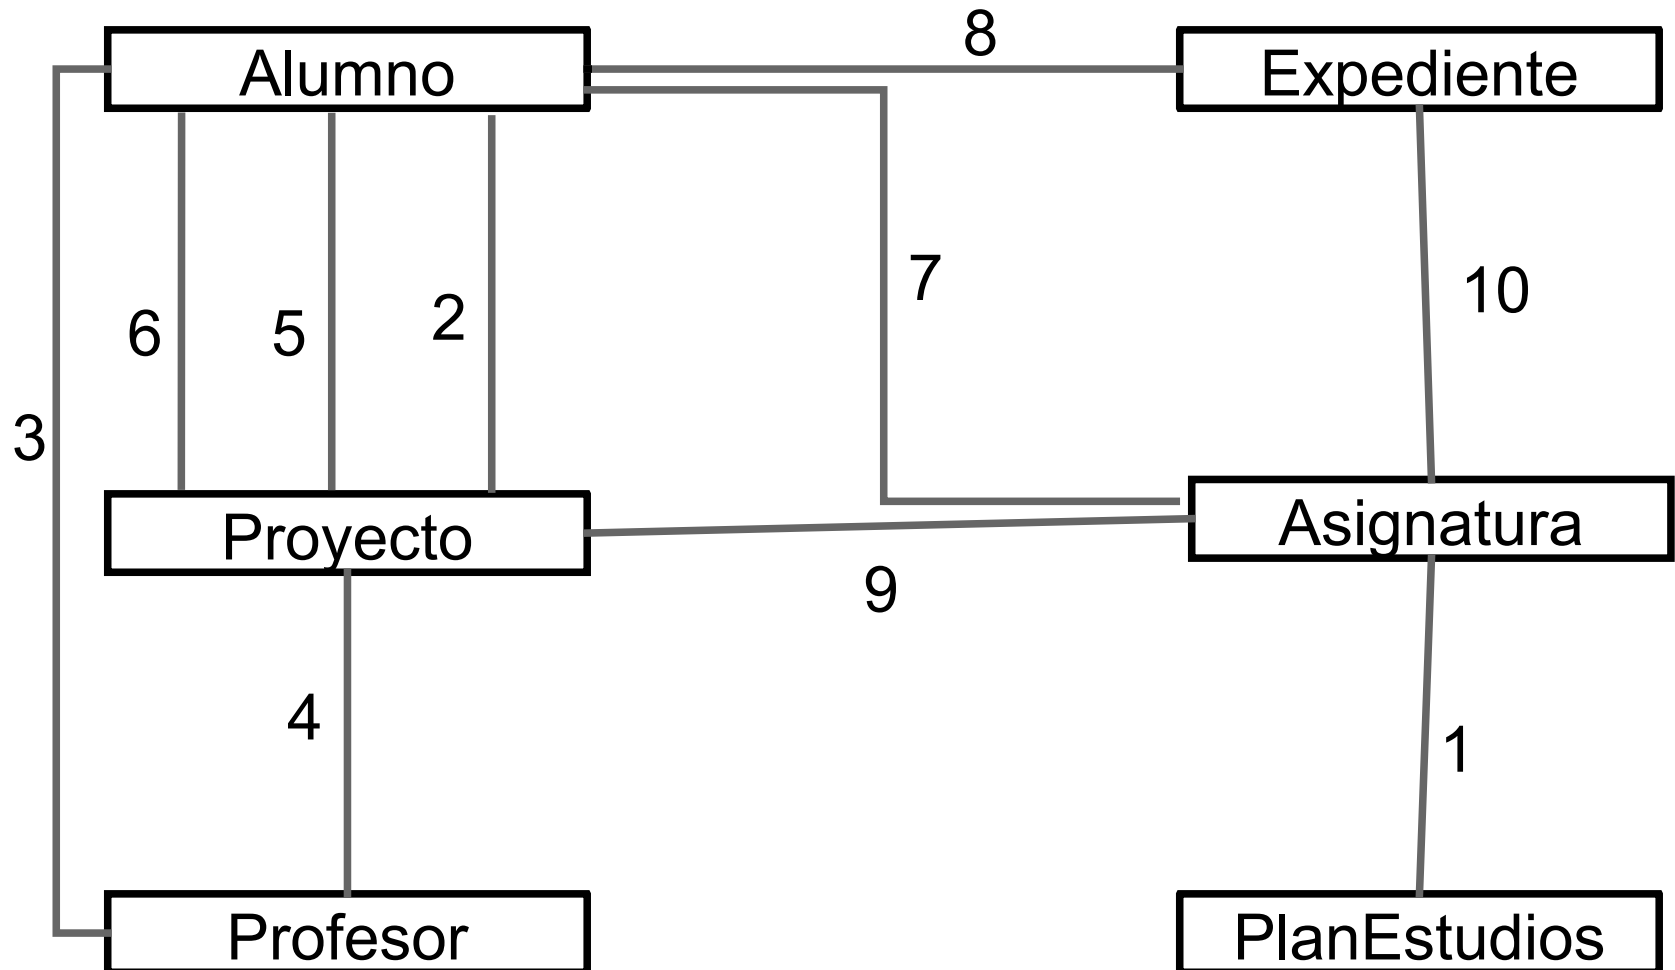 8
Alumno
Expediente
7
10
6
5
2
3
Proyecto
Asignatura
9
4
1
Profesor
PlanEstudios